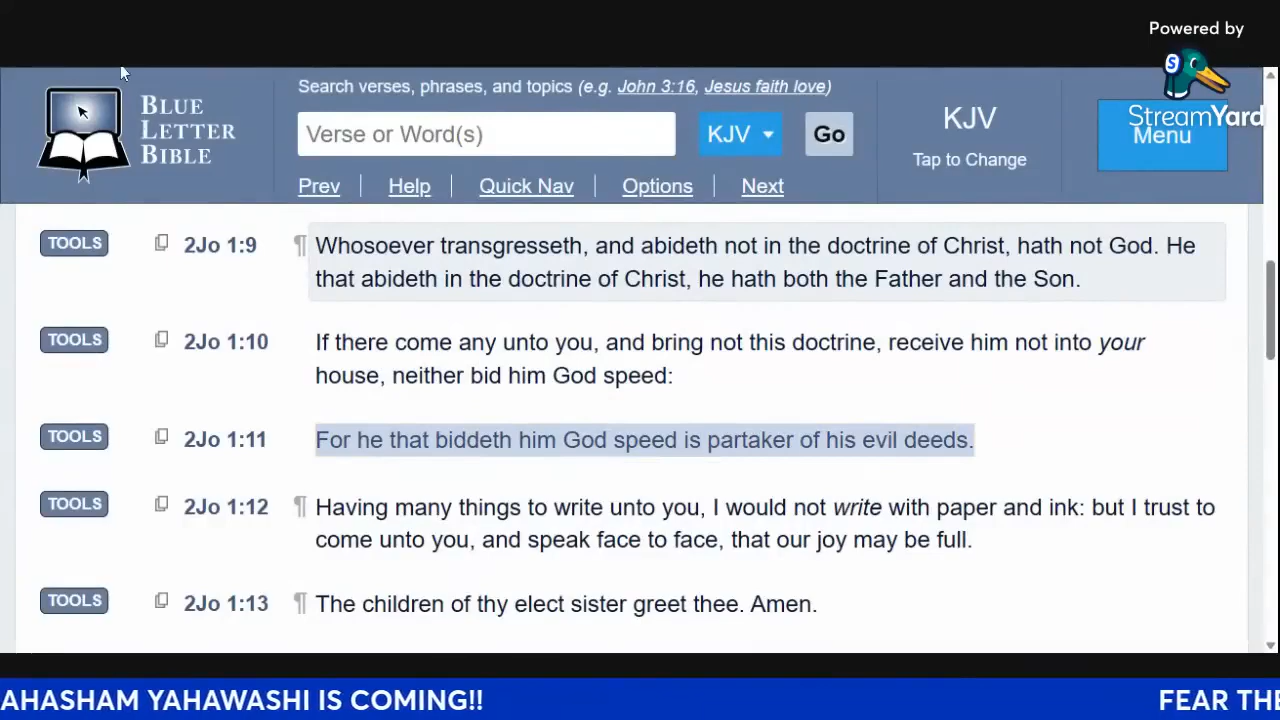 Powered by
StreamYard
BLUE
LETTER
BIBLE
Search verses, phrases, and topics (e.g. John 3:16, Jesus faith love)
Verse or Word(s)
KJV
Go
KJV
Tap to Change
Menu
Prev | Help | Quick Nav | Options | Next
TOOLS 2Jo 1:9 ¶ Whosoever transgresseth, and abideth not in the doctrine of Christ, hath not God. He
that abideth in the doctrine of Christ, he hath both the Father and the Son.
TOOLS 2Jo 1:10 If there come any unto you, and bring not this doctrine, receive him not into your
house, neither bid him God speed:
TOOLS 2Jo 1:11 For he that biddeth him God speed is partaker of his evil deeds.
TOOLS 2Jo 1:12 ¶ Having many things to write unto you, I would not write with paper and ink: but I trust to
come unto you, and speak face to face, that our joy may be full.
TOOLS 2Jo 1:13 ¶ The children of thy elect sister greet thee. Amen.
AHASHAM YAHAWASHI IS COMING!! FEAR THE